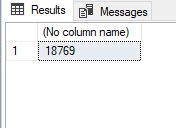 Results Messages
(No column name)
1 18769